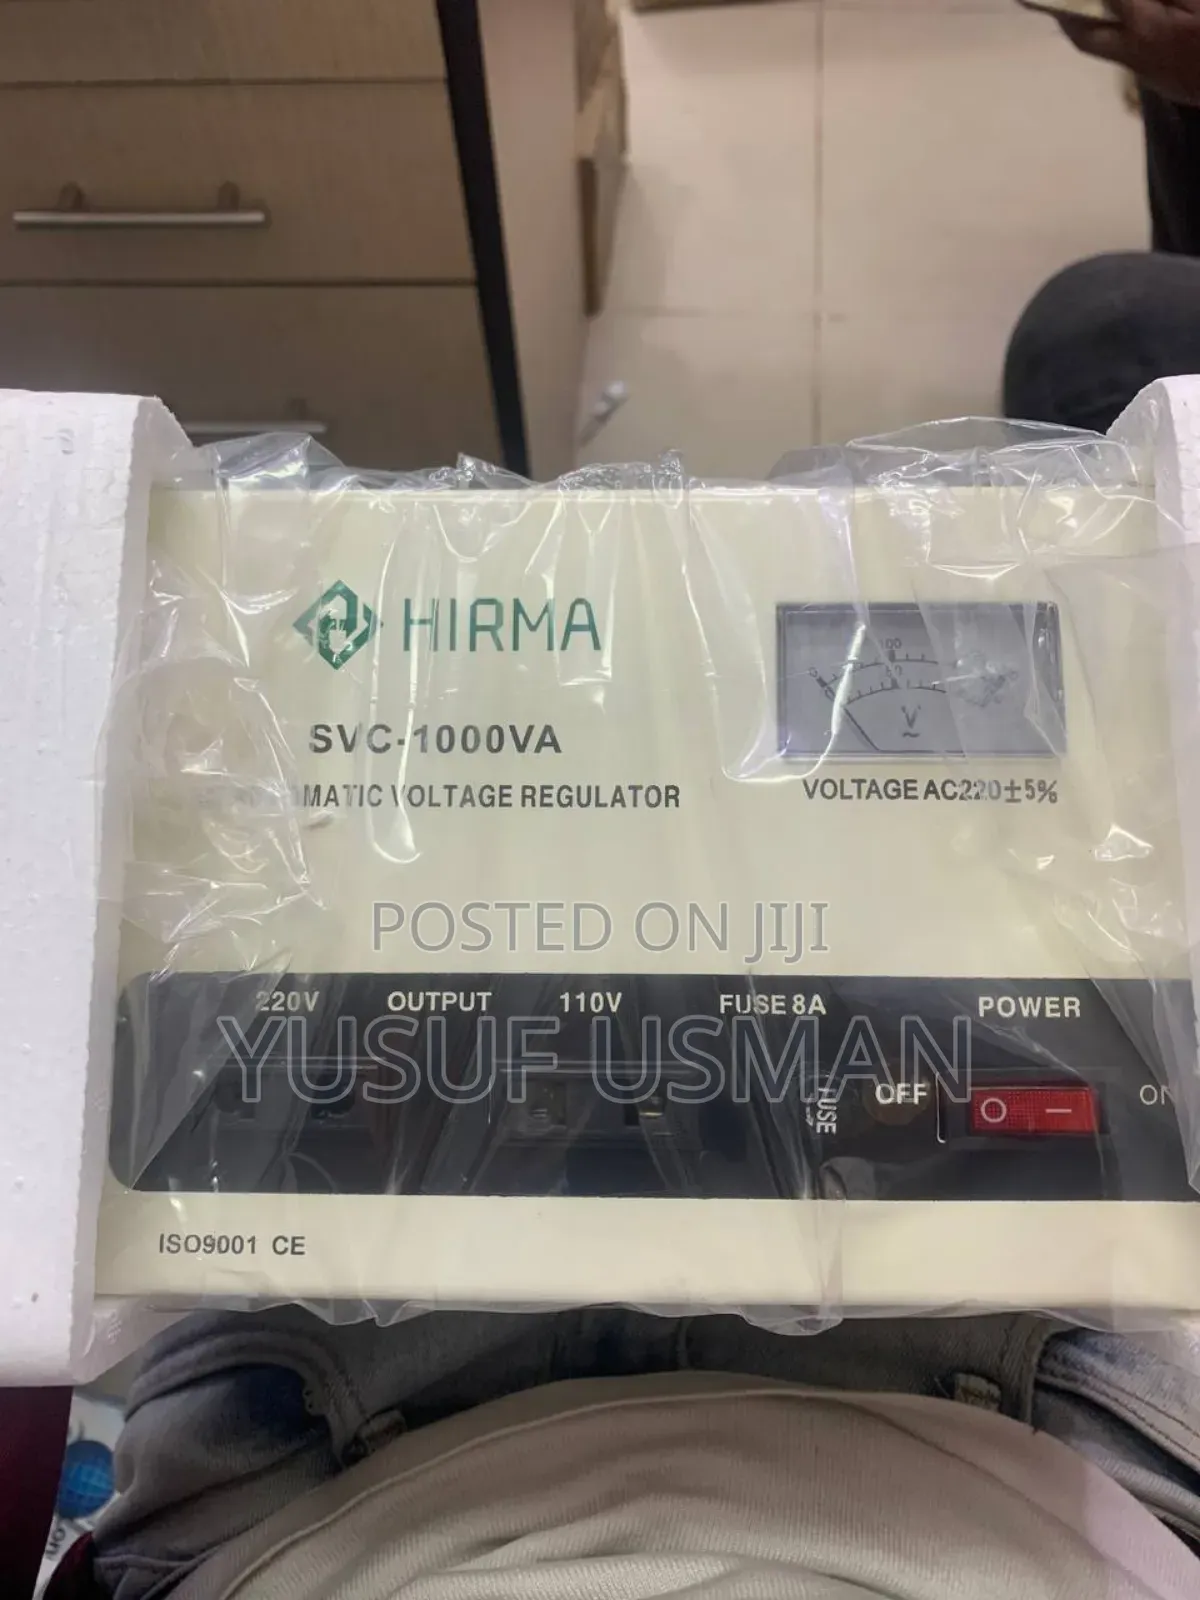 HIRMA
SVC-1000VA
MATIC VOLTAGE REGULATOR
100
V
~
VOLTAGE AC220±5%
POSTED ON JIJI
220V OUTPUT 110V FUSE 8A POWER
YUSUF USMAN
FUSE
OFF
ON
ISO9001 CE